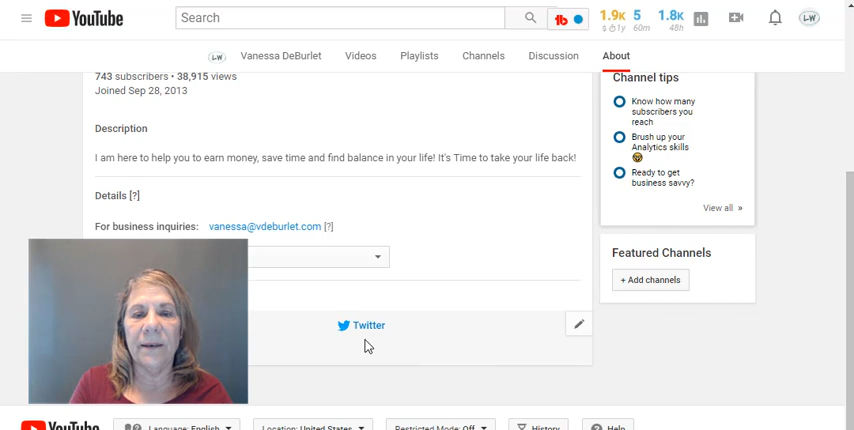 YouTube
Search
tb
1.9K 5 1.8K
$ 1y 60m 48h
LW
LW Vanessa DeBurlet Videos Playlists Channels Discussion About
743 subscribers • 38,915 views
Joined Sep 28, 2013
Description
I am here to help you to earn money, save time and find balance in your life! It's Time to take your life back!
Details [?]
For business inquiries: vanessa@vdeburlet.com [?]
Twitter
Channel tips
Know how many
subscribers you
reach
Brush up your
Analytics skills
Ready to get
business savvy?
View all »
Featured Channels
+ Add channels
YouTube Language: English Location: United States Restricted Mode: Off History Help